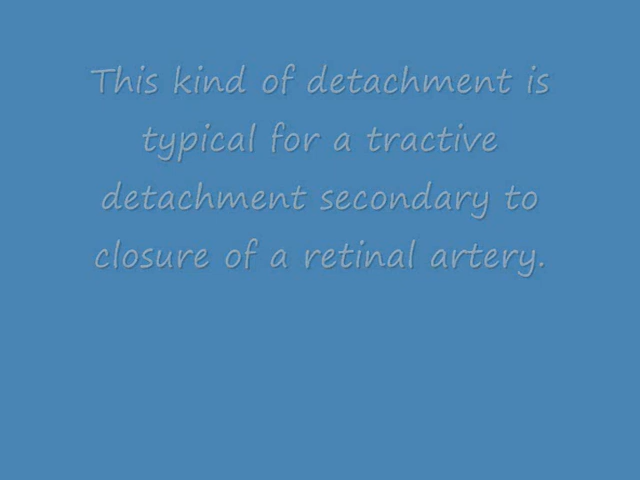 This kind of detachment is
typical for a tractive
detachment secondary to
closure of a retinal artery.